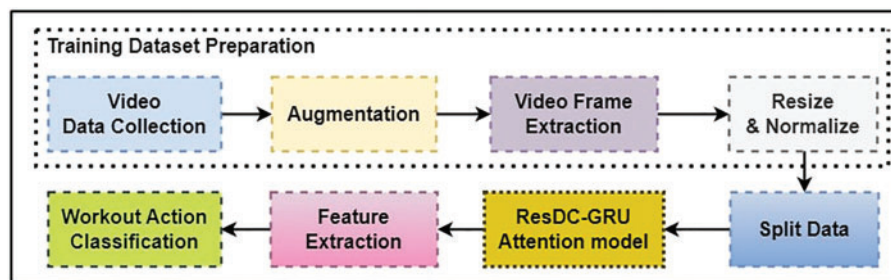 Training Dataset Preparation
Video
Data Collection
Augmentation
Video Frame
Extraction
Resize
& Normalize
Split Data
ResDC-GRU
Attention model
Feature
Extraction
Workout Action
Classification